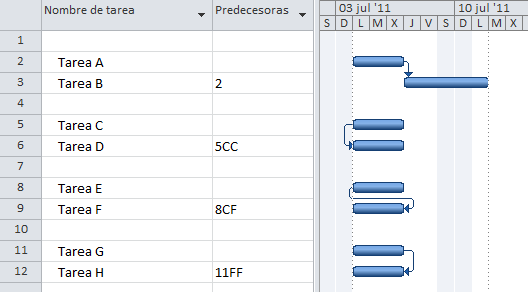 Nombre de tarea Predecesoras 03 jul '11 10 jul '11
S D L M X J V S D L M X
1
2 Tarea A
3 Tarea B 2
4
5 Tarea C
6 Tarea D 5CC
7
8 Tarea E
9 Tarea F 8CF
10
11 Tarea G
12 Tarea H 11FF